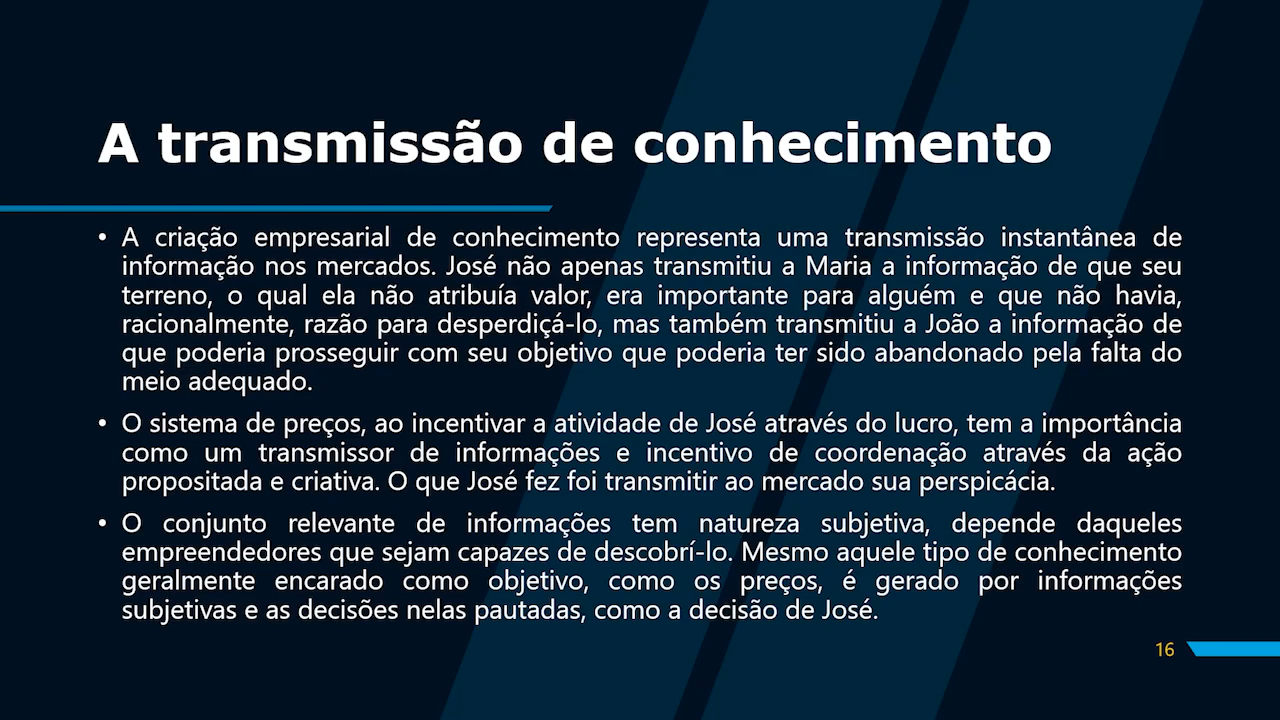 A transmissão de conhecimento
• A criação empresarial de conhecimento representa uma transmissão instantânea de
informação nos mercados. José não apenas transmitiu a Maria a informação de que seu
terreno, o qual ela não atribuía valor, era importante para alguém e que não havia,
racionalmente, razão para desperdiçá-lo, mas também transmitiu a João a informação de
que poderia prosseguir com seu objetivo que poderia ter sido abandonado pela falta do
meio adequado.
• O sistema de preços, ao incentivar a atividade de José através do lucro, tem a importância
como um transmissor de informações e incentivo de coordenação através da ação
propositada e criativa. O que José fez foi transmitir ao mercado sua perspicácia.
• O conjunto relevante de informações tem natureza subjetiva, depende daqueles
empreendedores que sejam capazes de descobrí-lo. Mesmo aquele tipo de conhecimento
geralmente encarado como objetivo, como os preços, é gerado por informações
subjetivas e as decisões nelas pautadas, como a decisão de José.
16